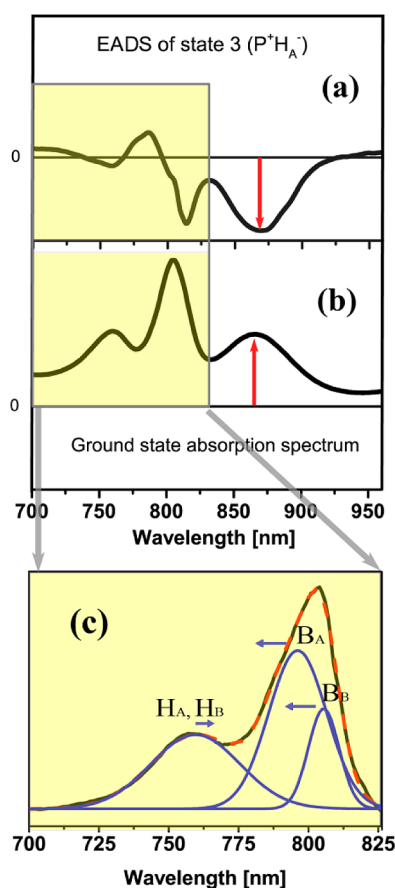 EADS of state 3 (P⁺H_A⁻)
(a)
0
(b)
0
Ground state absorption spectrum
700 750 800 850 900 950
Wavelength [nm]
(c)
B_A
B_B
H_A, H_B
700 725 750 775 800 825
Wavelength [nm]